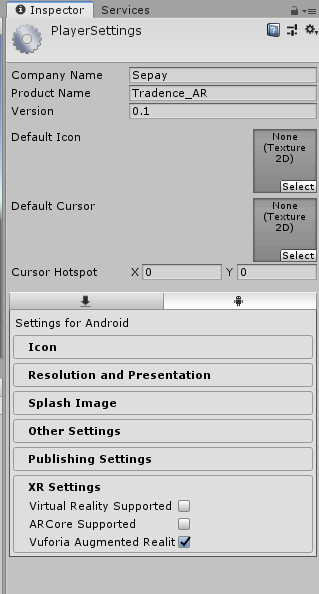 Inspector Services
PlayerSettings
Company Name Sepay
Product Name Tradence_AR
Version 0.1
Default Icon None
(Texture
2D)
Select
Default Cursor None
(Texture
2D)
Select
Cursor Hotspot X 0 Y 0
Settings for Android
Icon
Resolution and Presentation
Splash Image
Other Settings
Publishing Settings
XR Settings
Virtual Reality Supported
ARCore Supported
Vuforia Augmented Realit